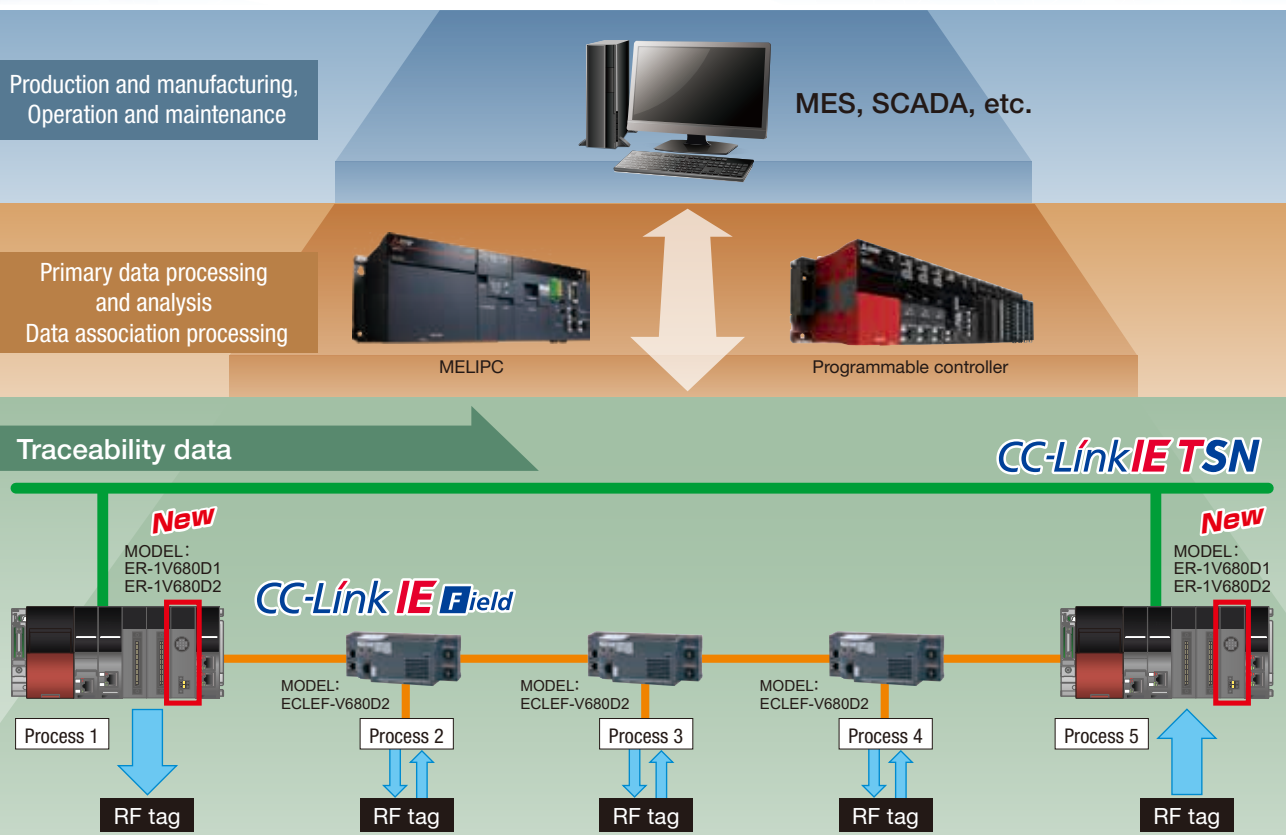 Production and manufacturing,
Operation and maintenance
MES, SCADA, etc.
Primary data processing
and analysis
Data association processing
MELIPC
Programmable controller
Traceability data
CC-Link IE TSN
New
MODEL:
ER-1V680D1
ER-1V680D2
CC-Link IE Field
New
MODEL:
ER-1V680D1
ER-1V680D2
MODEL:
ECLEF-V680D2
MODEL:
ECLEF-V680D2
MODEL:
ECLEF-V680D2
Process 1
Process 2
Process 3
Process 4
Process 5
RF tag
RF tag
RF tag
RF tag
RF tag